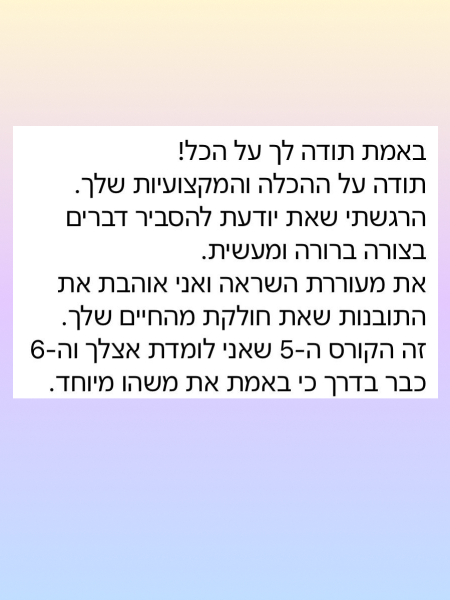 באמת תודה לך על הכל!
תודה על ההכלה והמקצועיות שלך.
הרגשתי שאת יודעת להסביר דברים
בצורה ברורה ומעשית.
את מעוררת השראה ואני אוהבת את
התובנות שאת חולקת מהחיים שלך.
זה הקורס ה-5 שאני לומדת אצלך וה-6
כבר בדרך כי באמת את משהו מיוחד.